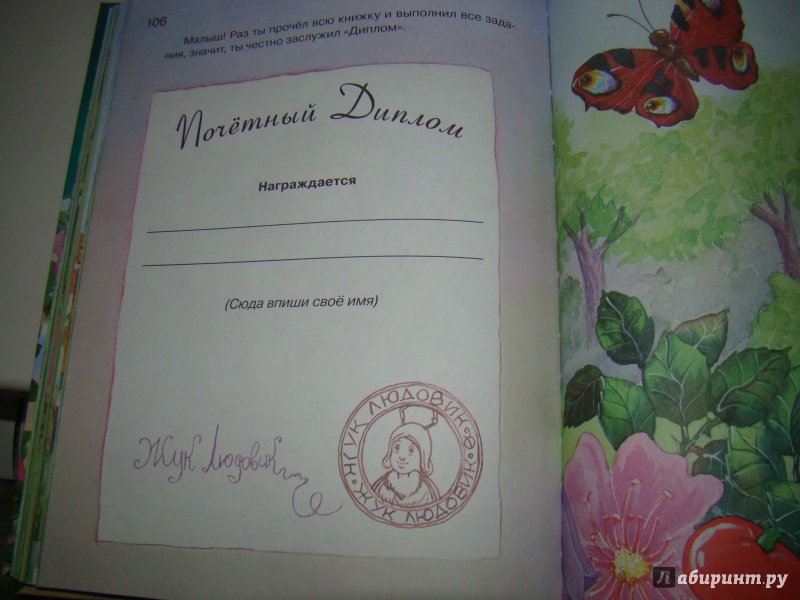 106
Малыш! Раз ты прочёл всю книжку и выполнил все зада-
ния, значит, ты честно заслужил «Диплом».
Почётный Диплом
Награждается
(Сюда впиши своё имя)
Жук Людовик
ЖУК ЛЮДОВИК
ЖУК ЛЮДОВИК
Лабиринт.ру